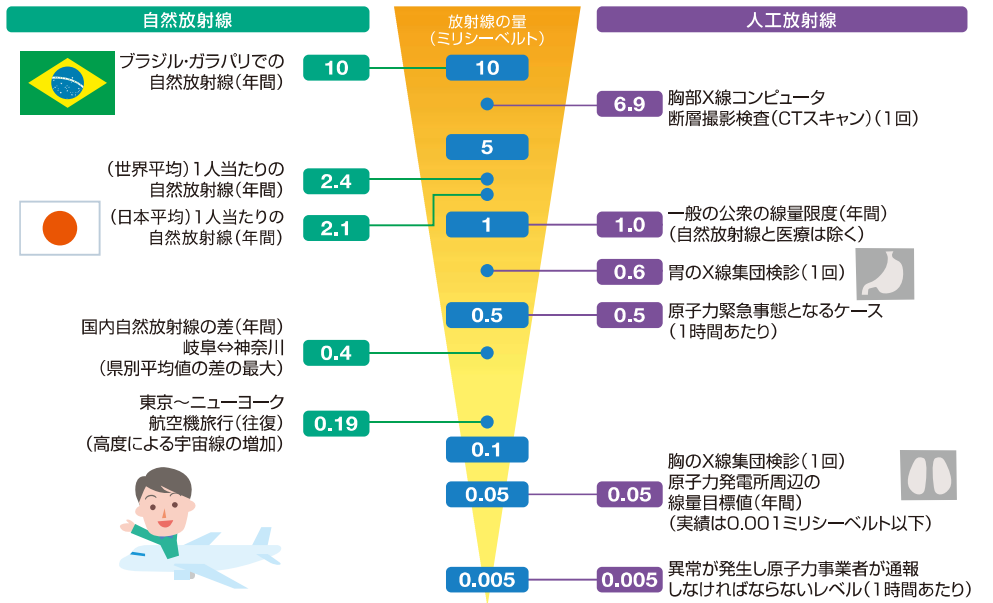 自然放射線
放射線の量
(ミリシーベルト)
人工放射線
ブラジル・ガラパリでの
自然放射線(年間)
10
10
6.9
胸部X線コンピュータ
断層撮影検査(CTスキャン)(1回)
5
(世界平均)1人当たりの
自然放射線(年間)
2.4
(日本平均)1人当たりの
自然放射線(年間)
2.1
1
1.0
一般の公衆の線量限度(年間)
(自然放射線と医療は除く)
0.6
胃のX線集団検診(1回)
0.5
0.5
原子力緊急事態となるケース
(1時間あたり)
国内自然放射線の差(年間)
岐阜⇔神奈川
(県別平均値の差の最大)
0.4
東京～ニューヨーク
航空機旅行(往復)
(高度による宇宙線の増加)
0.19
0.1
0.05
0.05
胸のX線集団検診(1回)
原子力発電所周辺の
線量目標値(年間)
(実績は0.001ミリシーベルト以下)
0.005
0.005
異常が発生し原子力事業者が通報
しなければならないレベル(1時間あたり)